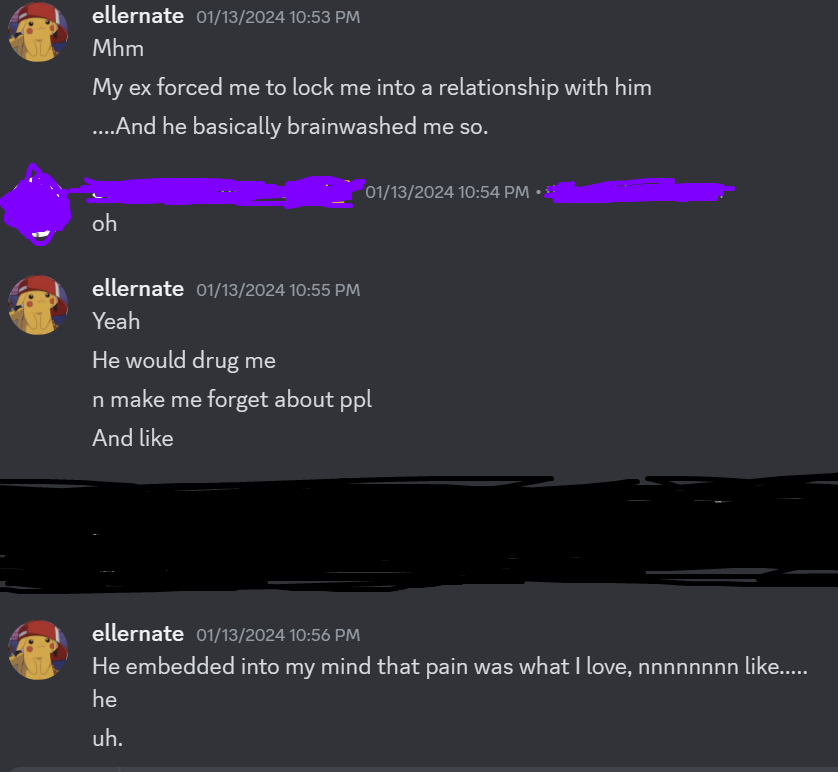 ellernate 01/13/2024 10:53 PM
Mhm
My ex forced me to lock me into a relationship with him
....And he basically brainwashed me so.
01/13/2024 10:54 PM •
oh
ellernate 01/13/2024 10:55 PM
Yeah
He would drug me
n make me forget about ppl
And like
ellernate 01/13/2024 10:56 PM
He embedded into my mind that pain was what I love, nnnnnnnn like.....
he
uh.